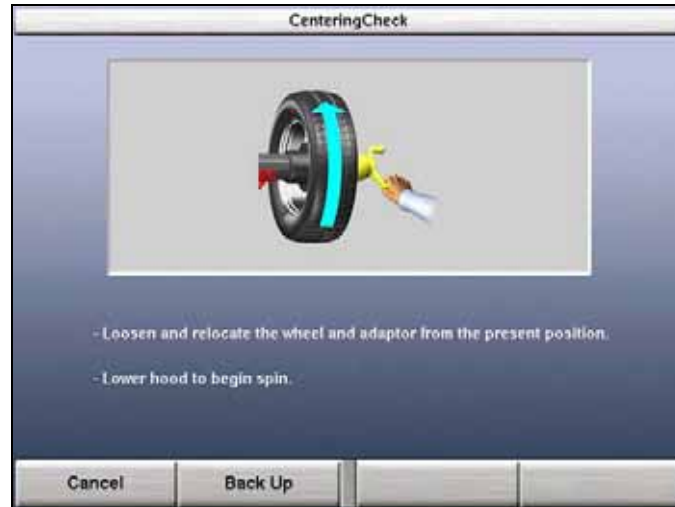 CenteringCheck
- Loosen and relocate the wheel and adaptor from the present position.
- Lower hood to begin spin.
Cancel
Back Up